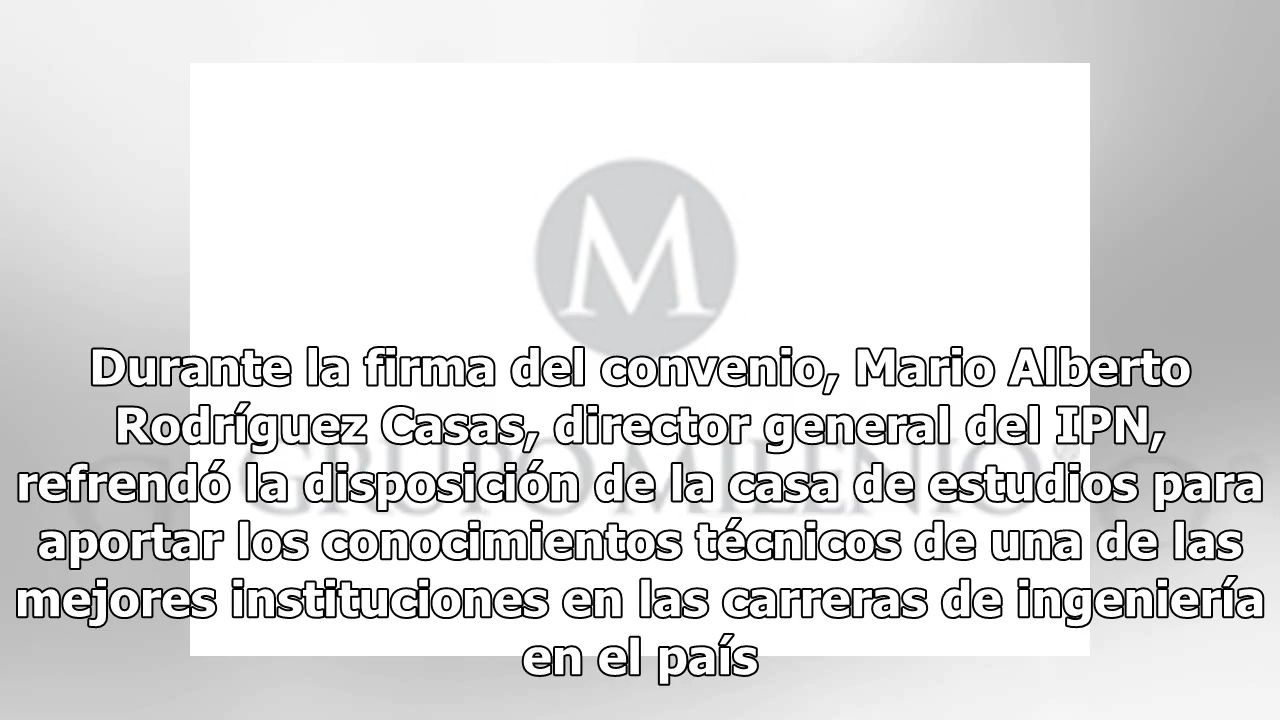 M
Durante la firma del convenio, Mario Alberto
Rodríguez Casas, director general del IPN,
GRUPO MILENIO
refrendó la disposición de la casa de estudios para
aportar los conocimientos técnicos de una de las
mejores instituciones en las carreras de ingeniería
en el país